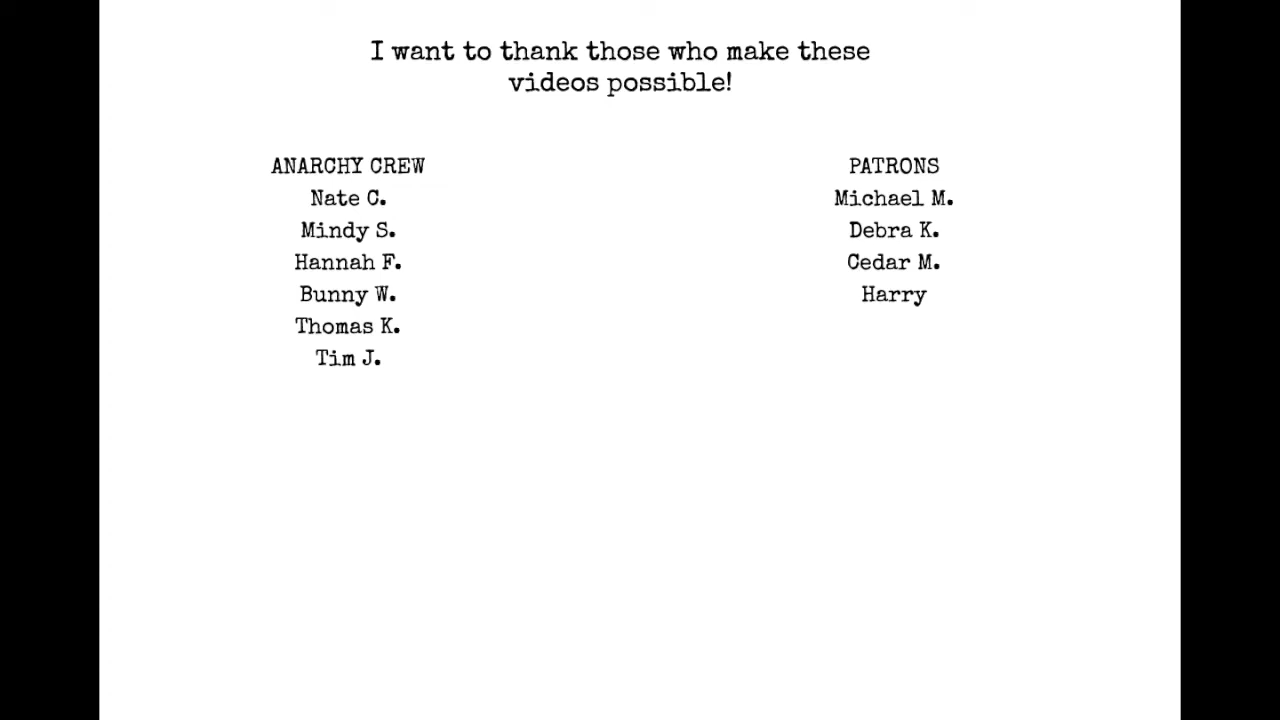 I want to thank those who make these
videos possible!
ANARCHY CREW
Nate C.
Mindy S.
Hannah F.
Bunny W.
Thomas K.
Tim J.
PATRONS
Michael M.
Debra K.
Cedar M.
Harry